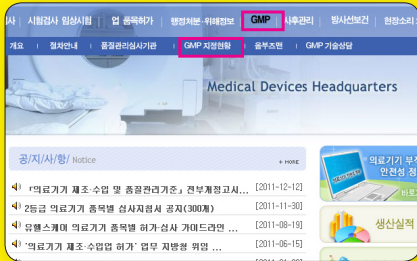 사 | 시험검사 임상시험 | 업 품목허가 | 행정처분·위해정보 GMP 사후관리 | 방사선보건 | 현장소리
개요 | 절차안내 | 품질관리심사기관 | GMP 지정현황 | 옴부즈맨 | GMP 기술상담
Medical Devices Headquarters
공/지/사/항/ Notice + MORE
「의료기기 제조·수입 및 품질관리기준」전부개정고시... [2011-12-12]
2등급 의료기기 품목별 심사지침서 공지(300개) [2011-11-30]
유헬스케어 의료기기 품목별 허가·심사 가이드라인 ... [2011-08-19]
'의료기기 제조·수입업 허가' 업무 지방청 위임 ... [2011-06-15]
의료기기 부작
안전성 정
바로
생산실적